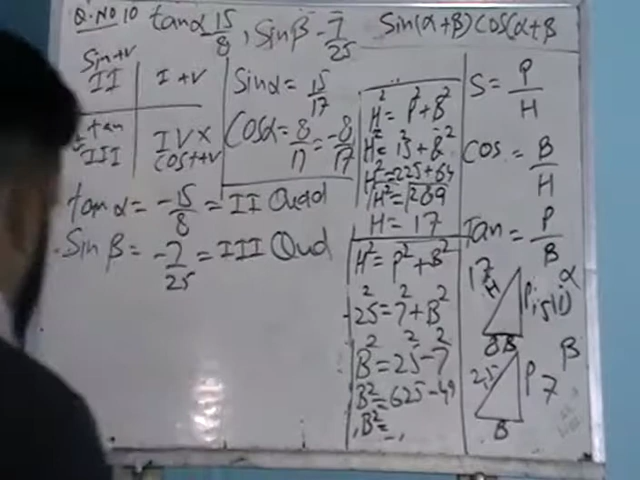 Q.NO 10 tanα 15/8, Sinβ -7/25 Sin(α+β) Cos(α+β
Sin+v
II I +v
tan
III IV X
Cos++v
Sinα = 15/17
Cosα = 8/17 = -8/17
tanα = -15/8 = II Quad
Sinβ = -7/25 = III Qud
H² = P² + B²
H² = 15² + 8²
H² = 225 + 64
H² = 289
H = 17
H² = P² + B²
25² = 7² + B²
B² = 25² - 7²
B² = 625 - 49
B² =
S = P/H
Cos = B/H
Tan = P/B
17 H P 15 α
8 B
25 P 7 β
B